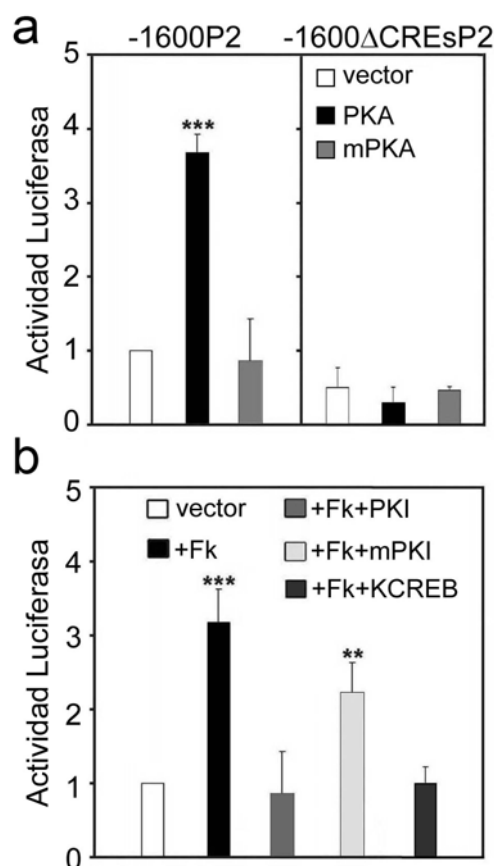 a
-1600P2 -1600ΔCREsP2
Actividad Luciferasa
5
4
3
2
1
0
***
vector
PKA
mPKA
b
Actividad Luciferasa
5
4
3
2
1
0
vector
+Fk
+Fk+PKI
+Fk+mPKI
+Fk+KCREB
***
**